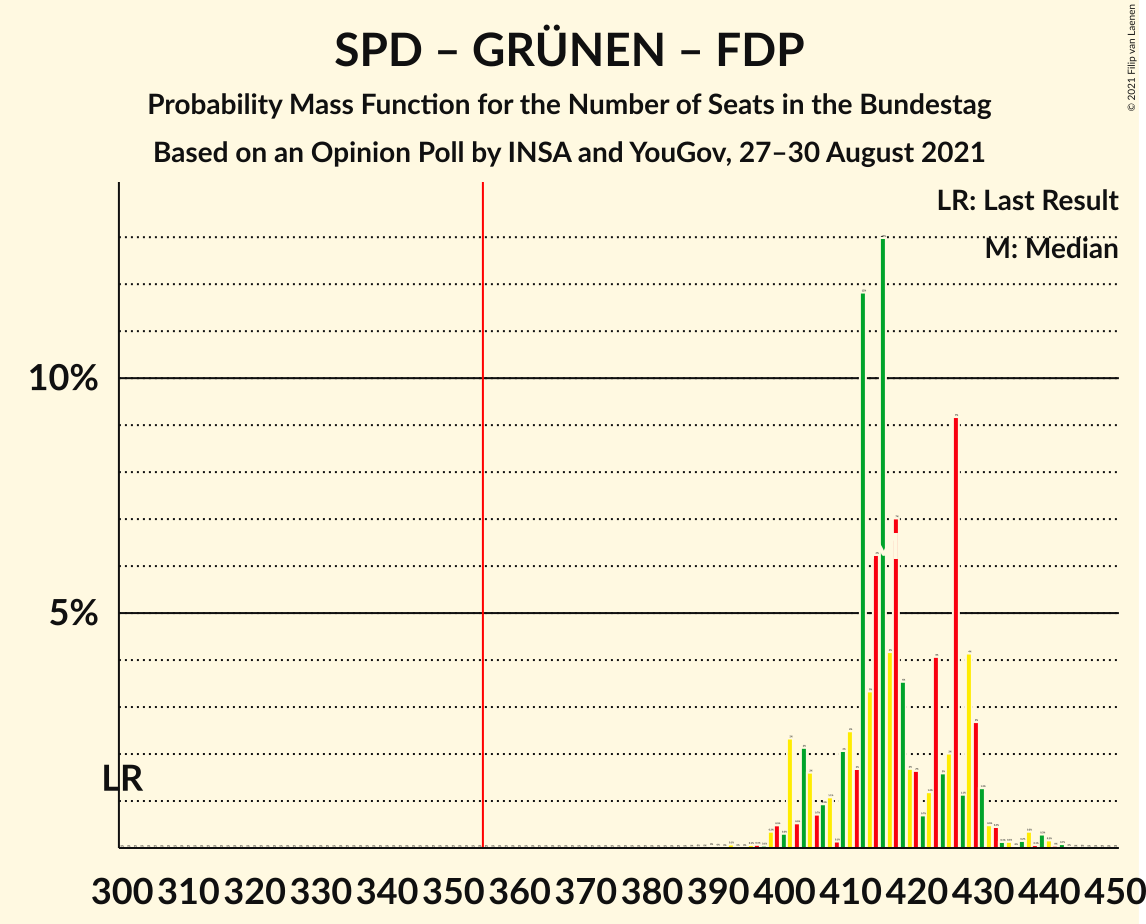 SPD – GRÜNEN – FDP
Probability Mass Function for the Number of Seats in the Bundestag
Based on an Opinion Poll by INSA and YouGov, 27–30 August 2021
© 2021 Filip van Laenen
LR: Last Result
M: Median
10%
5%
LR
300 310 320 330 340 350 360 370 380 390 400 410 420 430 440 450